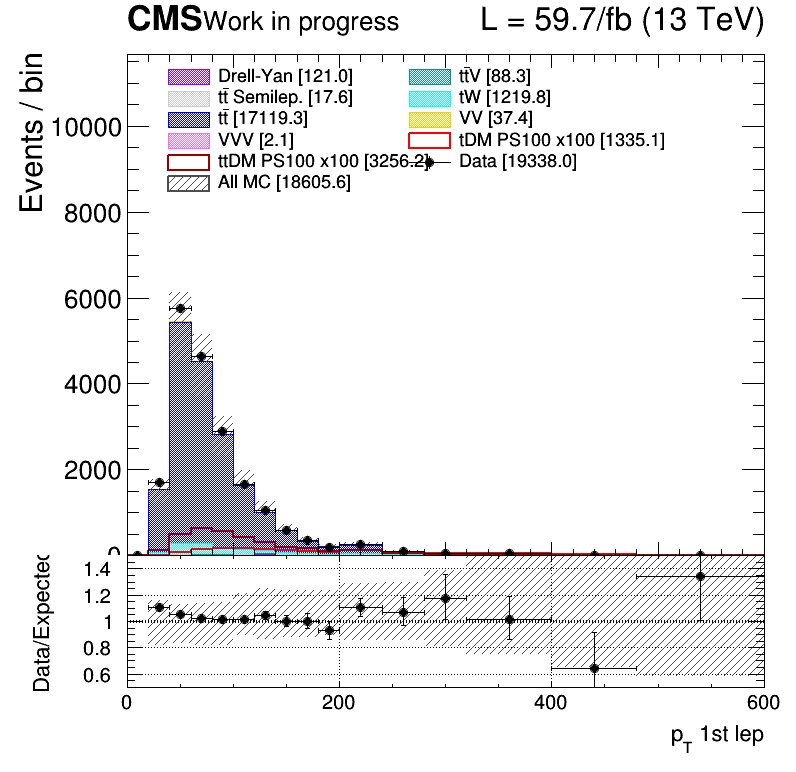 CMS Work in progress L = 59.7/fb (13 TeV)
Events / bin
Drell-Yan [121.0] tt̄V [88.3]
tt̄ Semilep. [17.6] tW [1219.8]
tt̄ [17119.3] VV [37.4]
VVV [2.1] tDM PS100 x100 [1335.1]
ttDM PS100 x100 [3256.2] Data [19338.0]
All MC [18605.6]
10000
8000
6000
4000
2000
0
Data/Expected
1.4
1.2
1
0.8
0.6
0 200 400 600
p_T 1st lep